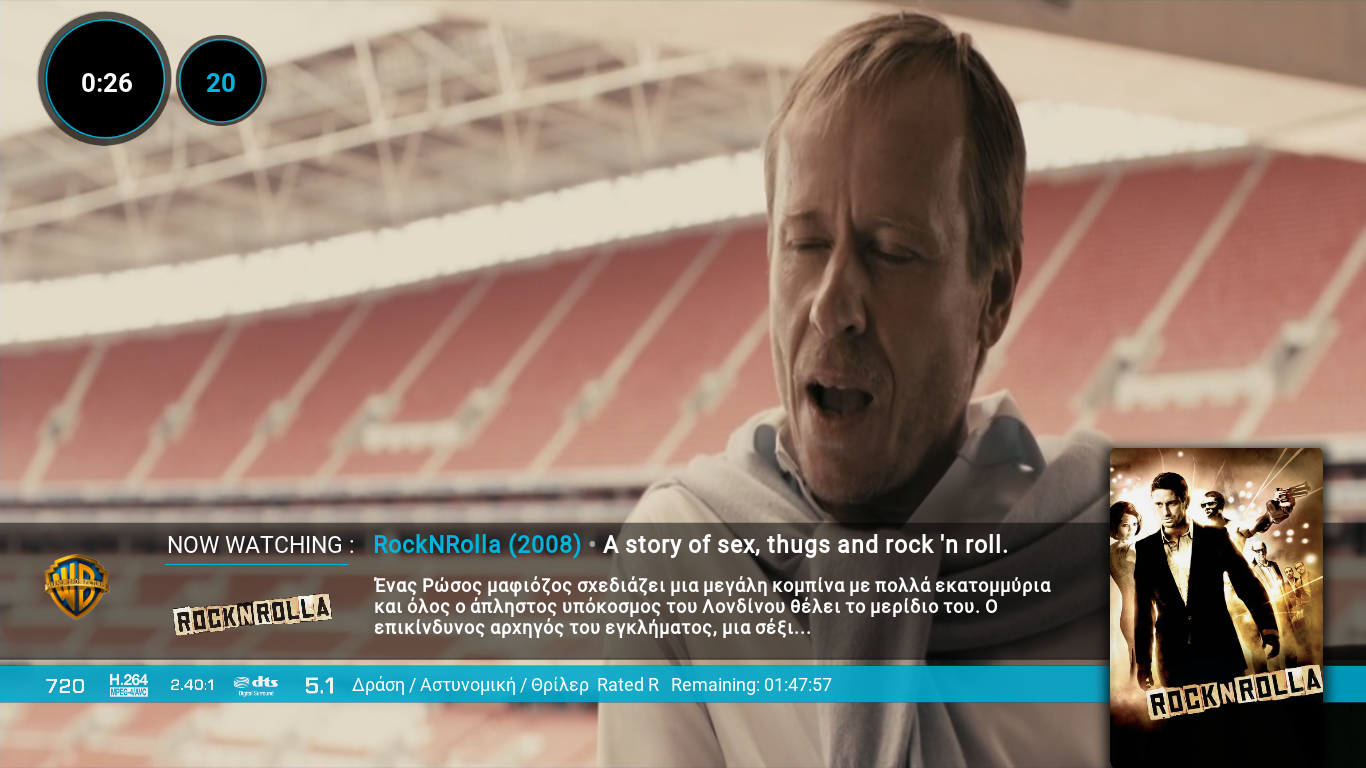 0:26
20
NOW WATCHING : RockNRolla (2008) • A story of sex, thugs and rock 'n roll.
Ένας Ρώσος μαφιόζος σχεδιάζει μια μεγάλη κομπίνα με πολλά εκατομμύρια
και όλος ο άπληστος υπόκοσμος του Λονδίνου θέλει το μερίδιο του. Ο
επικίνδυνος αρχηγός του εγκλήματος, μια σέξι...
WB
ROCKNROLLA
ROCKNROLLA
720 H.264 MPEG-4/AVC 2.40:1 dts Digital Surround 5.1 Δράση / Αστυνομική / Θρίλερ Rated R Remaining: 01:47:57